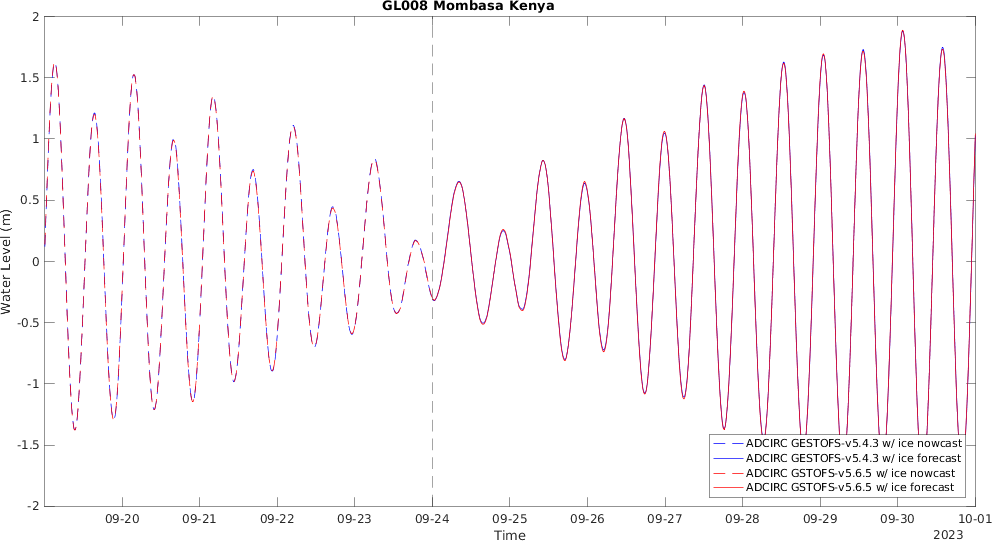 GL008 Mombasa Kenya
2
1.5
1
0.5
0
-0.5
-1
-1.5
-2
Water Level (m)
ADCIRC GESTOFS-v5.4.3 w/ ice nowcast
ADCIRC GESTOFS-v5.4.3 w/ ice forecast
ADCIRC GSTOFS-v5.6.5 w/ ice nowcast
ADCIRC GSTOFS-v5.6.5 w/ ice forecast
09-20 09-21 09-22 09-23 09-24 09-25 09-26 09-27 09-28 09-29 09-30 10-01
Time
2023